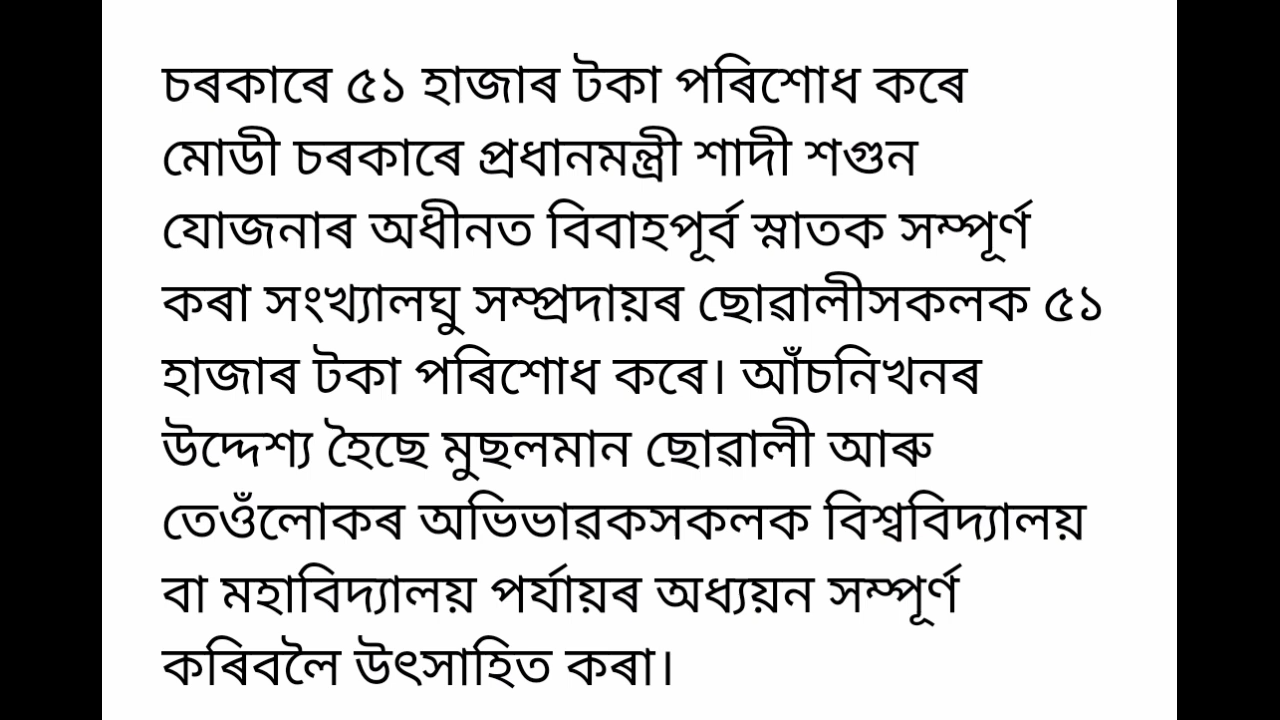 চৰকাৰে ৫১ হাজাৰ টকা পৰিশোধ কৰে
মোডী চৰকাৰে প্ৰধানমন্ত্ৰী শাদী শগুন
যোজনাৰ অধীনত বিবাহপূৰ্ব স্নাতক সম্পূৰ্ণ
কৰা সংখ্যালঘু সম্প্ৰদায়ৰ ছোৱালীসকলক ৫১
হাজাৰ টকা পৰিশোধ কৰে। আঁচনিখনৰ
উদ্দেশ্য হৈছে মুছলমান ছোৱালী আৰু
তেওঁলোকৰ অভিভাৱকসকলক বিশ্ববিদ্যালয়
বা মহাবিদ্যালয় পৰ্যায়ৰ অধ্যয়ন সম্পূৰ্ণ
কৰিবলৈ উৎসাহিত কৰা।